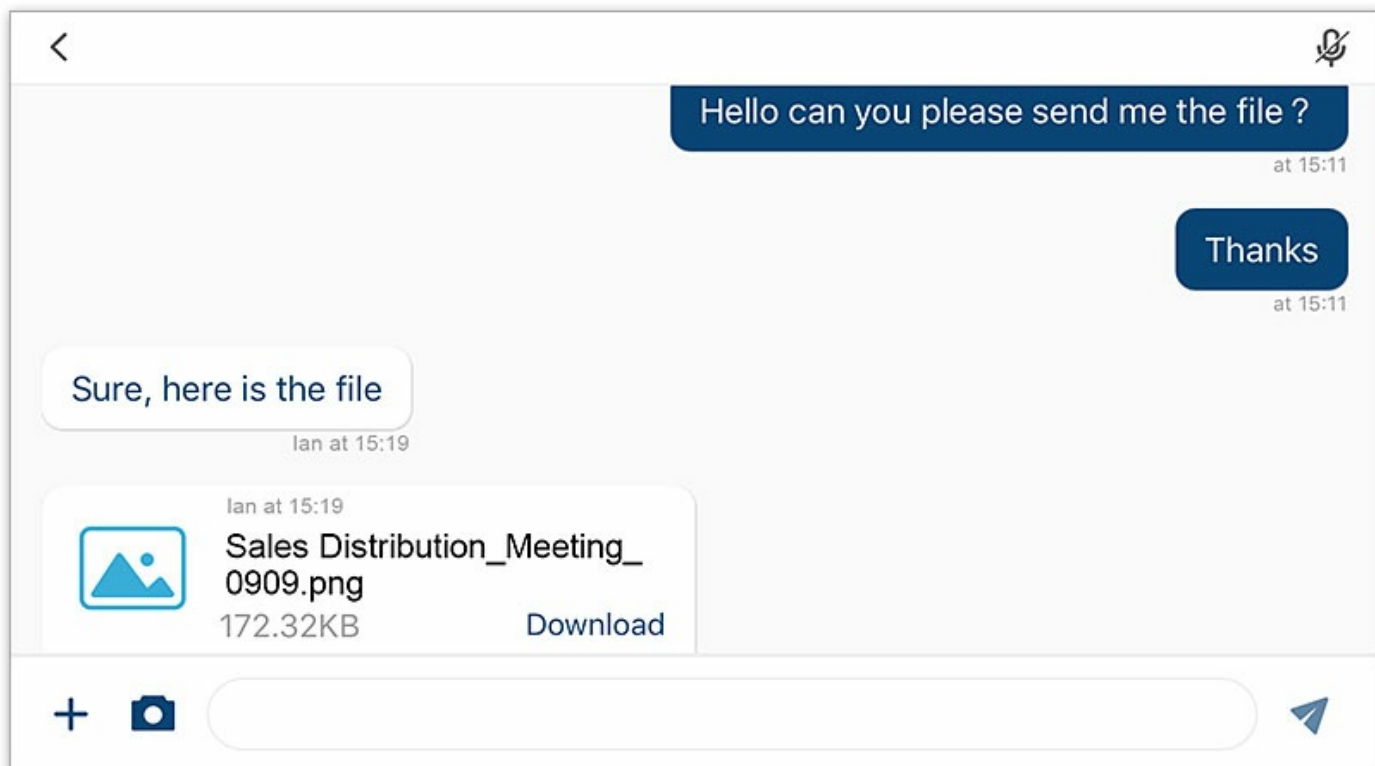 Hello can you please send me the file ?
at 15:11
Thanks
at 15:11
Sure, here is the file
Ian at 15:19
Ian at 15:19
Sales Distribution_Meeting_
0909.png
172.32KB
Download